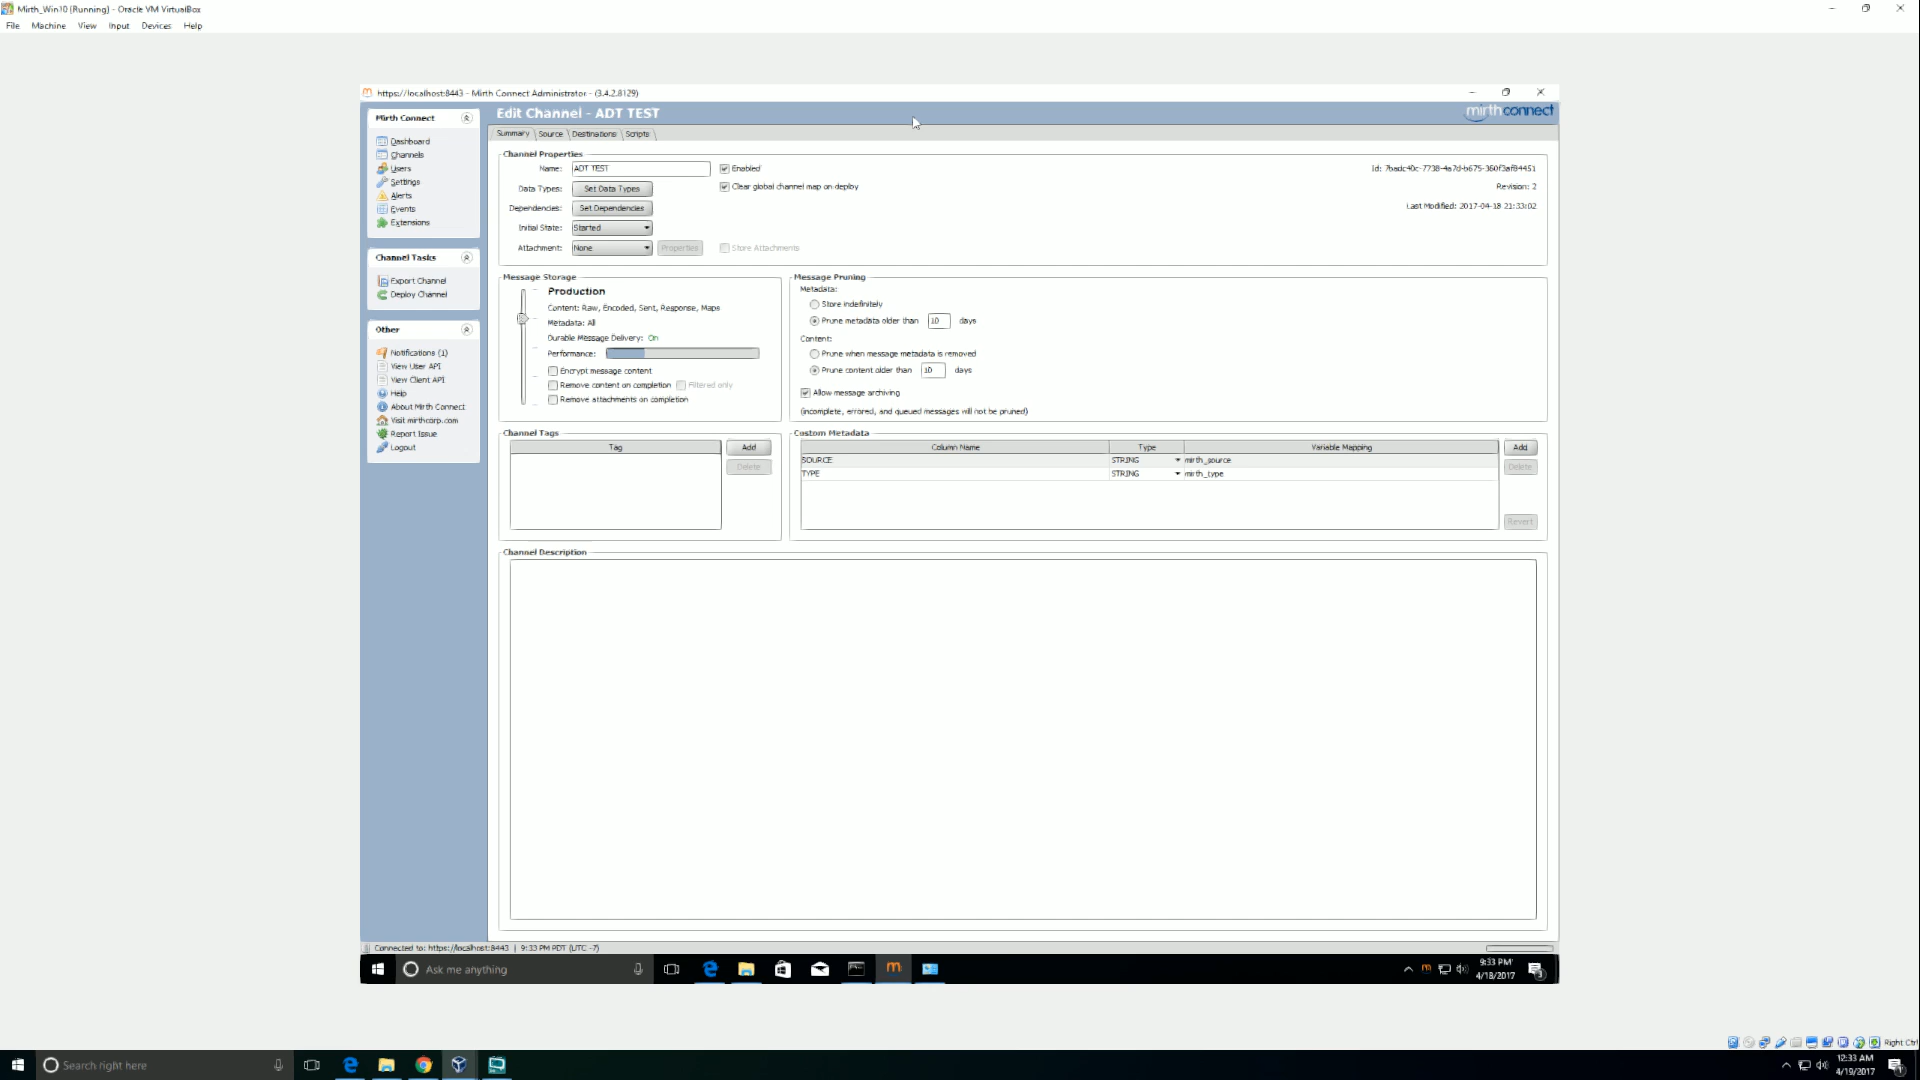 Mirth_Win10 [Running] - Oracle VM VirtualBox
File Machine View Input Devices Help
https://localhost:8443 - Mirth Connect Administrator - (3.4.2.8129)
Mirth Connect
Dashboard
Channels
Users
Settings
Alerts
Events
Extensions
Channel Tasks
Export Channel
Deploy Channel
Other
Notifications (1)
View User API
View Client API
Help
About Mirth Connect
Visit mirthcorp.com
Report Issue
Logout
Edit Channel - ADT TEST
mirth connect
Summary Source Destinations Scripts
Channel Properties
Name: ADT TEST Enabled
Id: 7badc40c-7738-4a7d-b675-360f3af84451
Data Types: Set Data Types Clear global channel map on deploy
Revision: 2
Dependencies: Set Dependencies
Last Modified: 2017-04-18 21:33:02
Initial State: Started
Attachment: None Properties Store Attachments
Message Storage
Production
Content: Raw, Encoded, Sent, Response, Maps
Metadata: All
Durable Message Delivery: On
Performance:
Encrypt message content
Remove content on completion Filtered only
Remove attachments on completion
Message Pruning
Metadata:
Store indefinitely
Prune metadata older than 10 days
Content:
Prune when message metadata is removed
Prune content older than 10 days
Allow message archiving
(incomplete, errored, and queued messages will not be pruned)
Channel Tags
Tag
Add
Delete
Custom Metadata
Column Name Type Variable Mapping
SOURCE STRING mirth_source
TYPE STRING mirth_type
Add
Delete
Revert
Channel Description
Connected to: https://localhost:8443 | 9:33 PM PDT (UTC -7)
Ask me anything
9:33 PM
4/18/2017
Right Ctrl
Search right here
12:33 AM
4/19/2017